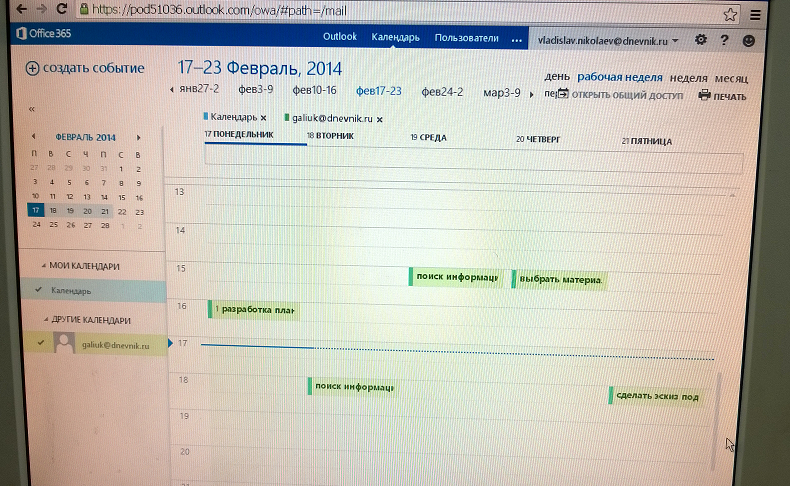 https://pod51036.outlook.com/owa/#path=/mail
Office 365
Outlook Календарь Пользователи ... vladislav.nikolaev@dnevnik.ru ?
создать событие
17–23 Февраль, 2014
день рабочая неделя неделя месяц
янв27-2 фев3-9 фев10-16 фев17-23 фев24-2 мар3-9
ОТКРЫТЬ ОБЩИЙ ДОСТУП ПЕЧАТЬ
«
Календарь × galiuk@dnevnik.ru ×
ФЕВРАЛЬ 2014
17 ПОНЕДЕЛЬНИК 18 ВТОРНИК 19 СРЕДА 20 ЧЕТВЕРГ 21 ПЯТНИЦА
П В С Ч П С В
27 28 29 30 31 1 2
3 4 5 6 7 8 9
10 11 12 13 14 15 16
17 18 19 20 21 22 23
24 25 26 27 28 1 2
МОИ КАЛЕНДАРИ
Календарь
ДРУГИЕ КАЛЕНДАРИ
galiuk@dnevnik.ru
13
14
15
поиск информаци выбрать материа.
16
1 разработка план
17
18
поиск информаци сделать эскиз под
19
20